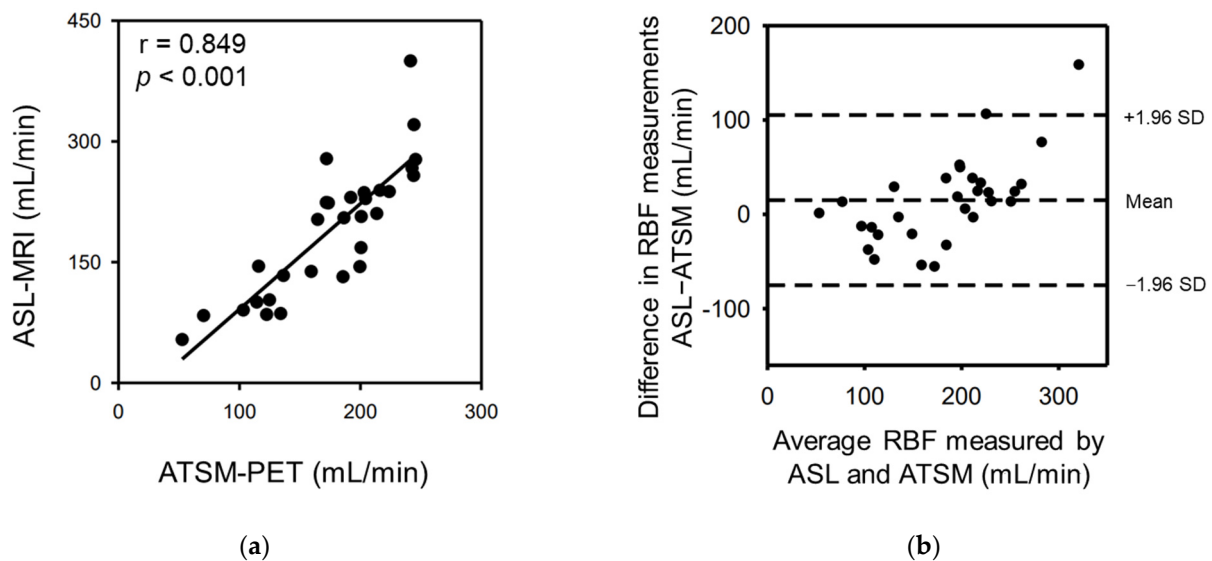 450
300
150
0
0
100
200
300
r = 0.849
p < 0.001
ASL-MRI (mL/min)
ATSM-PET (mL/min)
(a)
200
100
0
-100
0
100
200
300
+1.96 SD
Mean
−1.96 SD
Difference in RBF measurements
ASL−ATSM (mL/min)
Average RBF measured by
ASL and ATSM (mL/min)
(b)